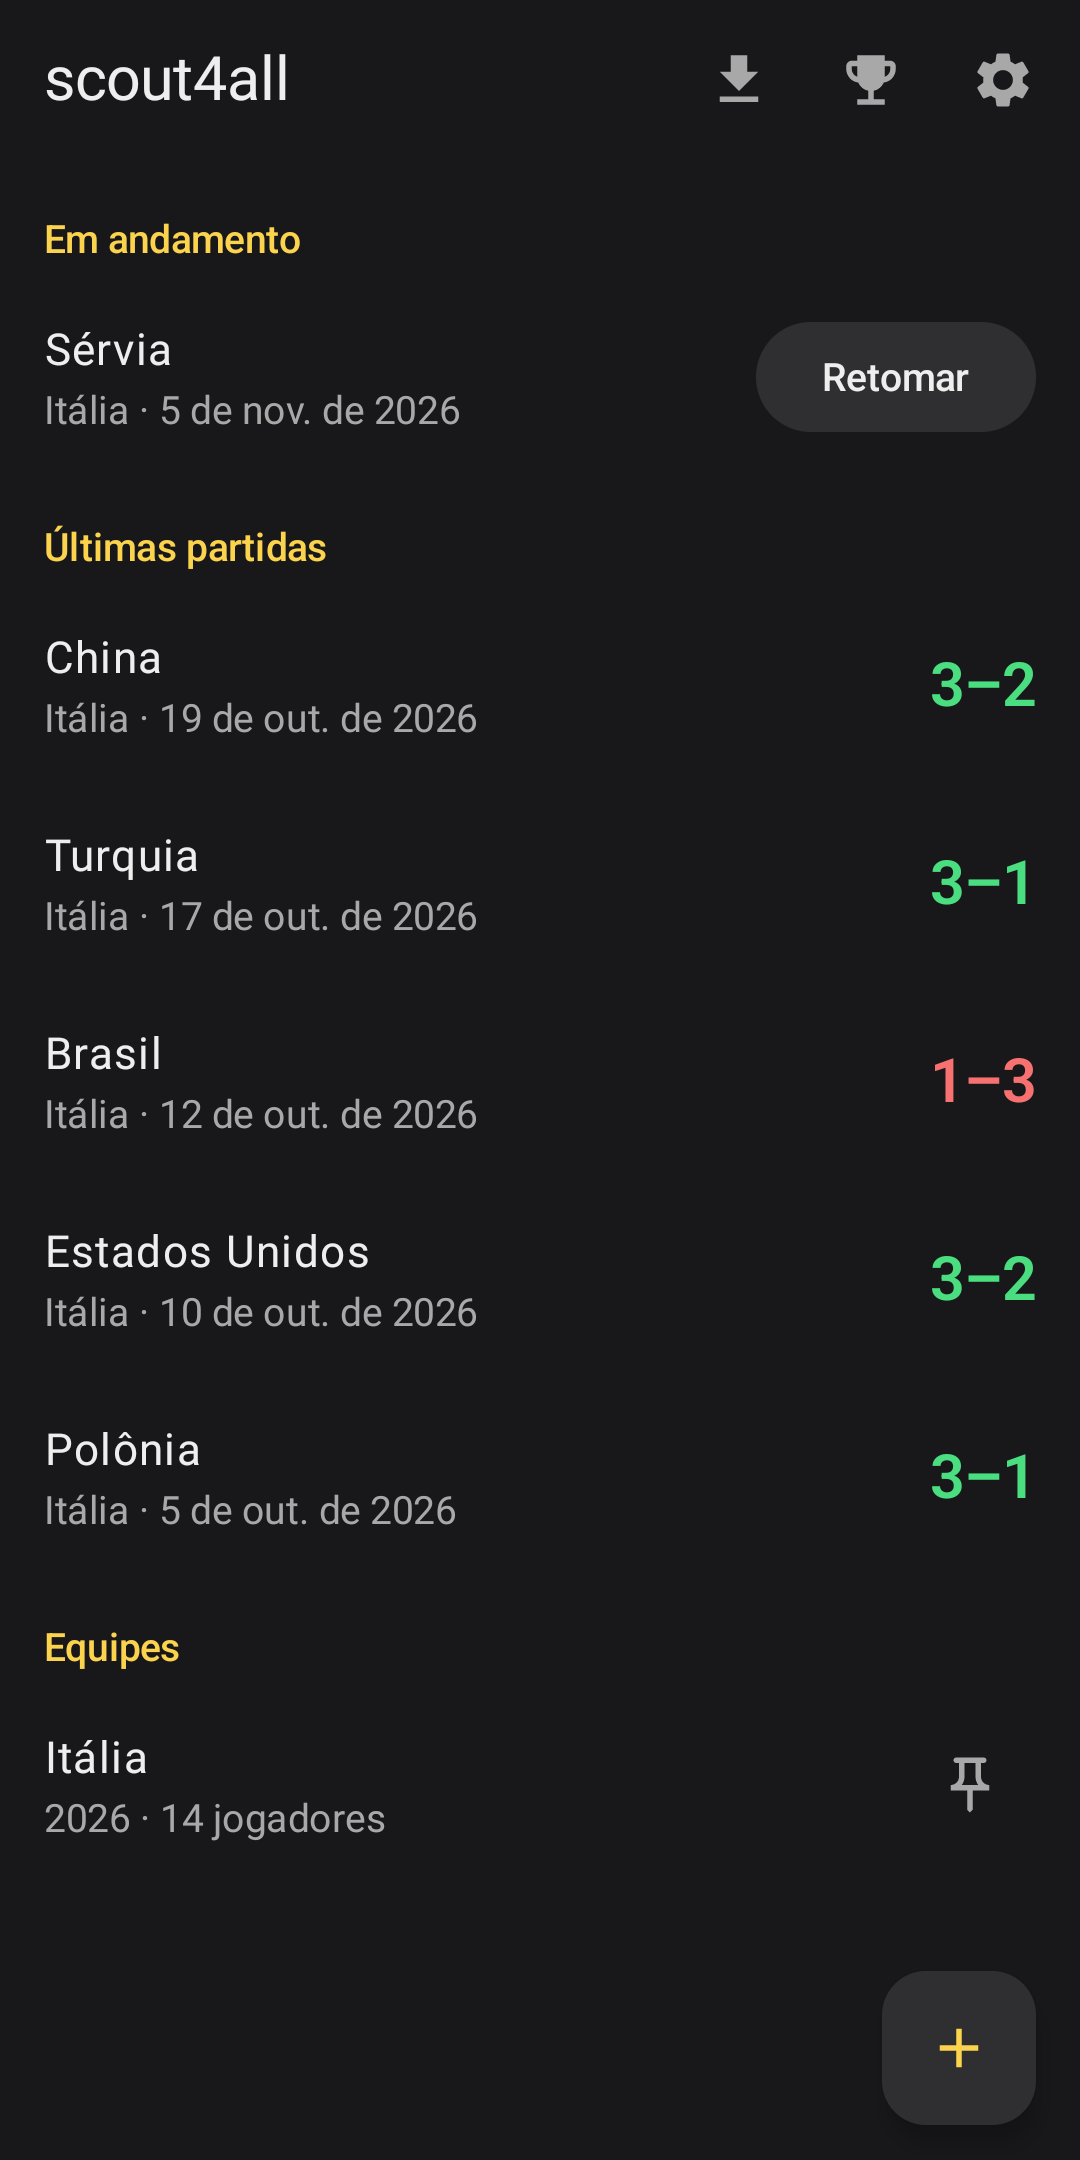 scout4all
Em andamento
Sérvia
Itália · 5 de nov. de 2026
Retomar
Últimas partidas
China
Itália · 19 de out. de 2026
3–2
Turquia
Itália · 17 de out. de 2026
3–1
Brasil
Itália · 12 de out. de 2026
1–3
Estados Unidos
Itália · 10 de out. de 2026
3–2
Polônia
Itália · 5 de out. de 2026
3–1
Equipes
Itália
2026 · 14 jogadores